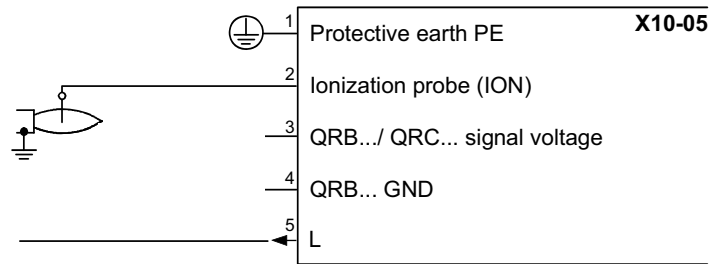 X10-05
1 Protective earth PE
2 Ionization probe (ION)
3 QRB.../ QRC... signal voltage
4 QRB... GND
5 L